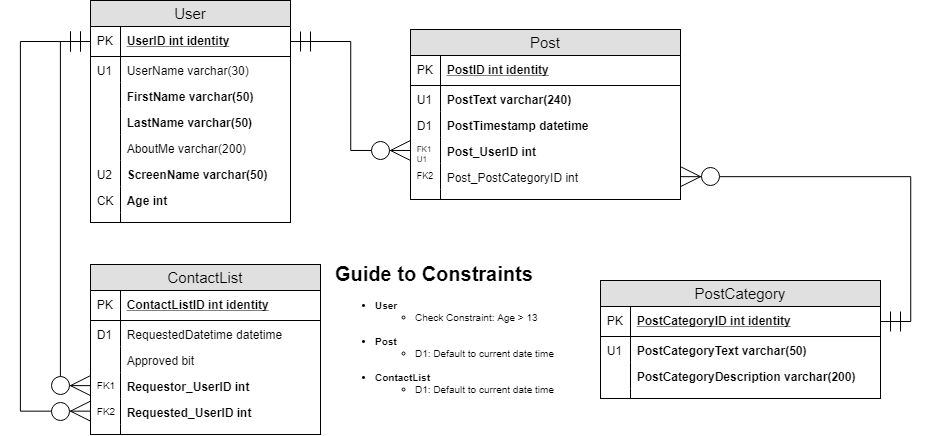 User
PK UserID int identity
U1 UserName varchar(30)
FirstName varchar(50)
LastName varchar(50)
AboutMe varchar(200)
U2 ScreenName varchar(50)
CK Age int
Post
PK PostID int identity
U1 PostText varchar(240)
D1 PostTimestamp datetime
FK1 U1 Post_UserID int
FK2 Post_PostCategoryID int
ContactList
PK ContactListID int identity
D1 RequestedDatetime datetime
Approved bit
FK1 Requestor_UserID int
FK2 Requested_UserID int
Guide to Constraints
• User
Check Constraint: Age > 13
• Post
D1: Default to current date time
• ContactList
D1: Default to current date time
PostCategory
PK PostCategoryID int identity
U1 PostCategoryText varchar(50)
PostCategoryDescription varchar(200)